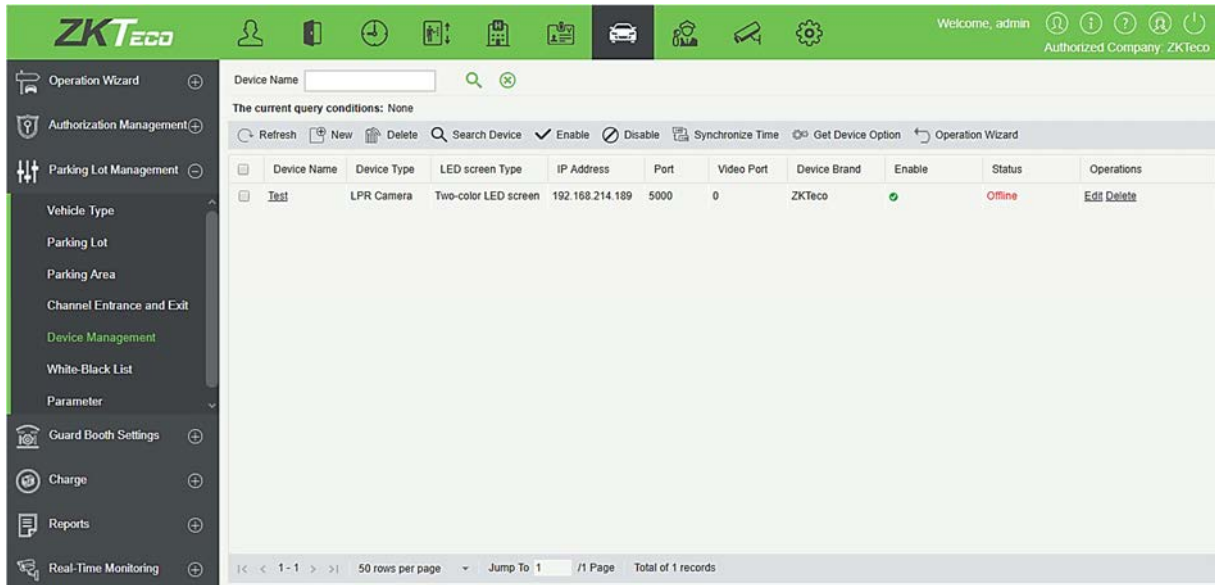 ZKTeco
Welcome, admin
Authorized Company: ZKTeco
Operation Wizard
Authorization Management
Parking Lot Management
Vehicle Type
Parking Lot
Parking Area
Channel Entrance and Exit
Device Management
White-Black List
Parameter
Guard Booth Settings
Charge
Reports
Real-Time Monitoring
Device Name
The current query conditions: None
Refresh New Delete Search Device Enable Disable Synchronize Time Get Device Option Operation Wizard
Device Name Device Type LED screen Type IP Address Port Video Port Device Brand Enable Status Operations
Test LPR Camera Two-color LED screen 192.168.214.189 5000 0 ZKTeco Offline Edit Delete
|< < 1-1 > >| 50 rows per page Jump To 1 /1 Page Total of 1 records